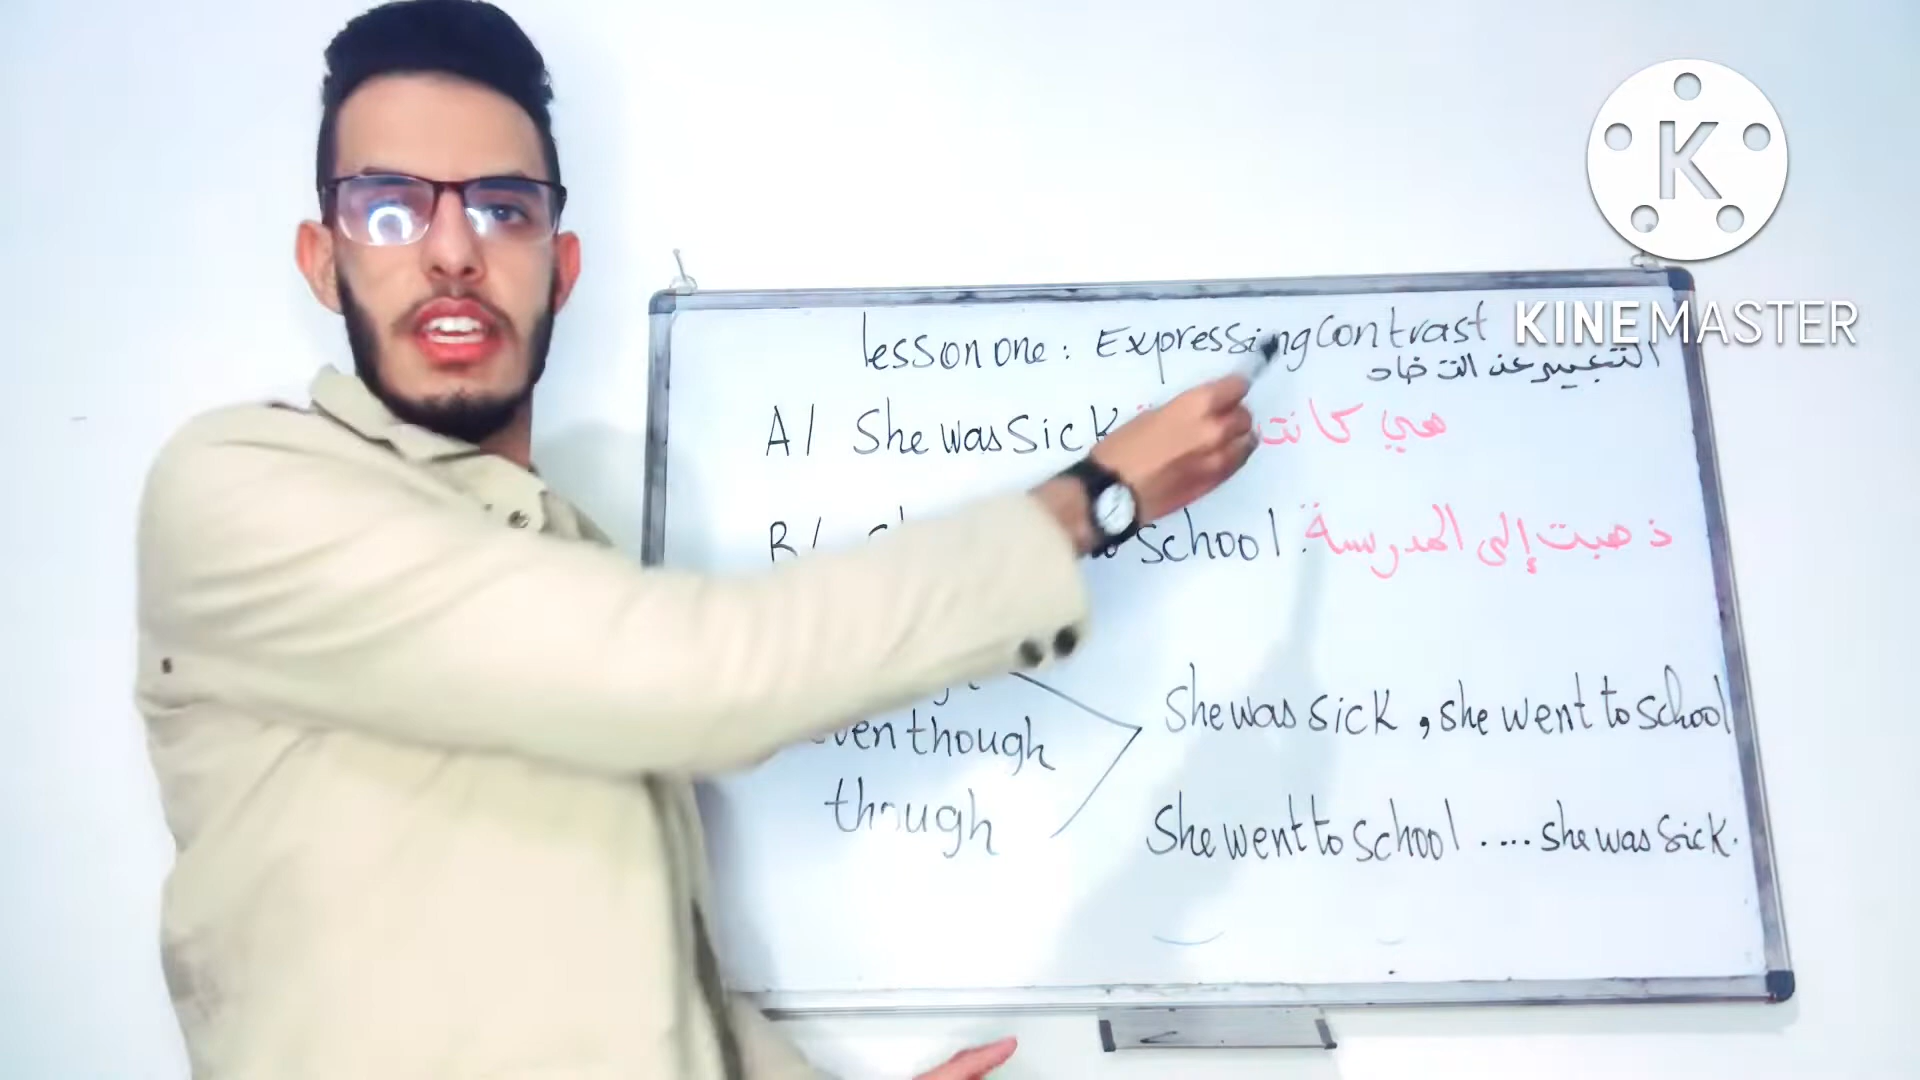 K
KINEMASTER
lesson one : Expressing Contrast
التعبير عن التضاد
A/ She was Sick هي كانت
B/ school. ذهبت إلى المدرسة
She was sick , she went to school
even though
though
She went to school .... she was sick.